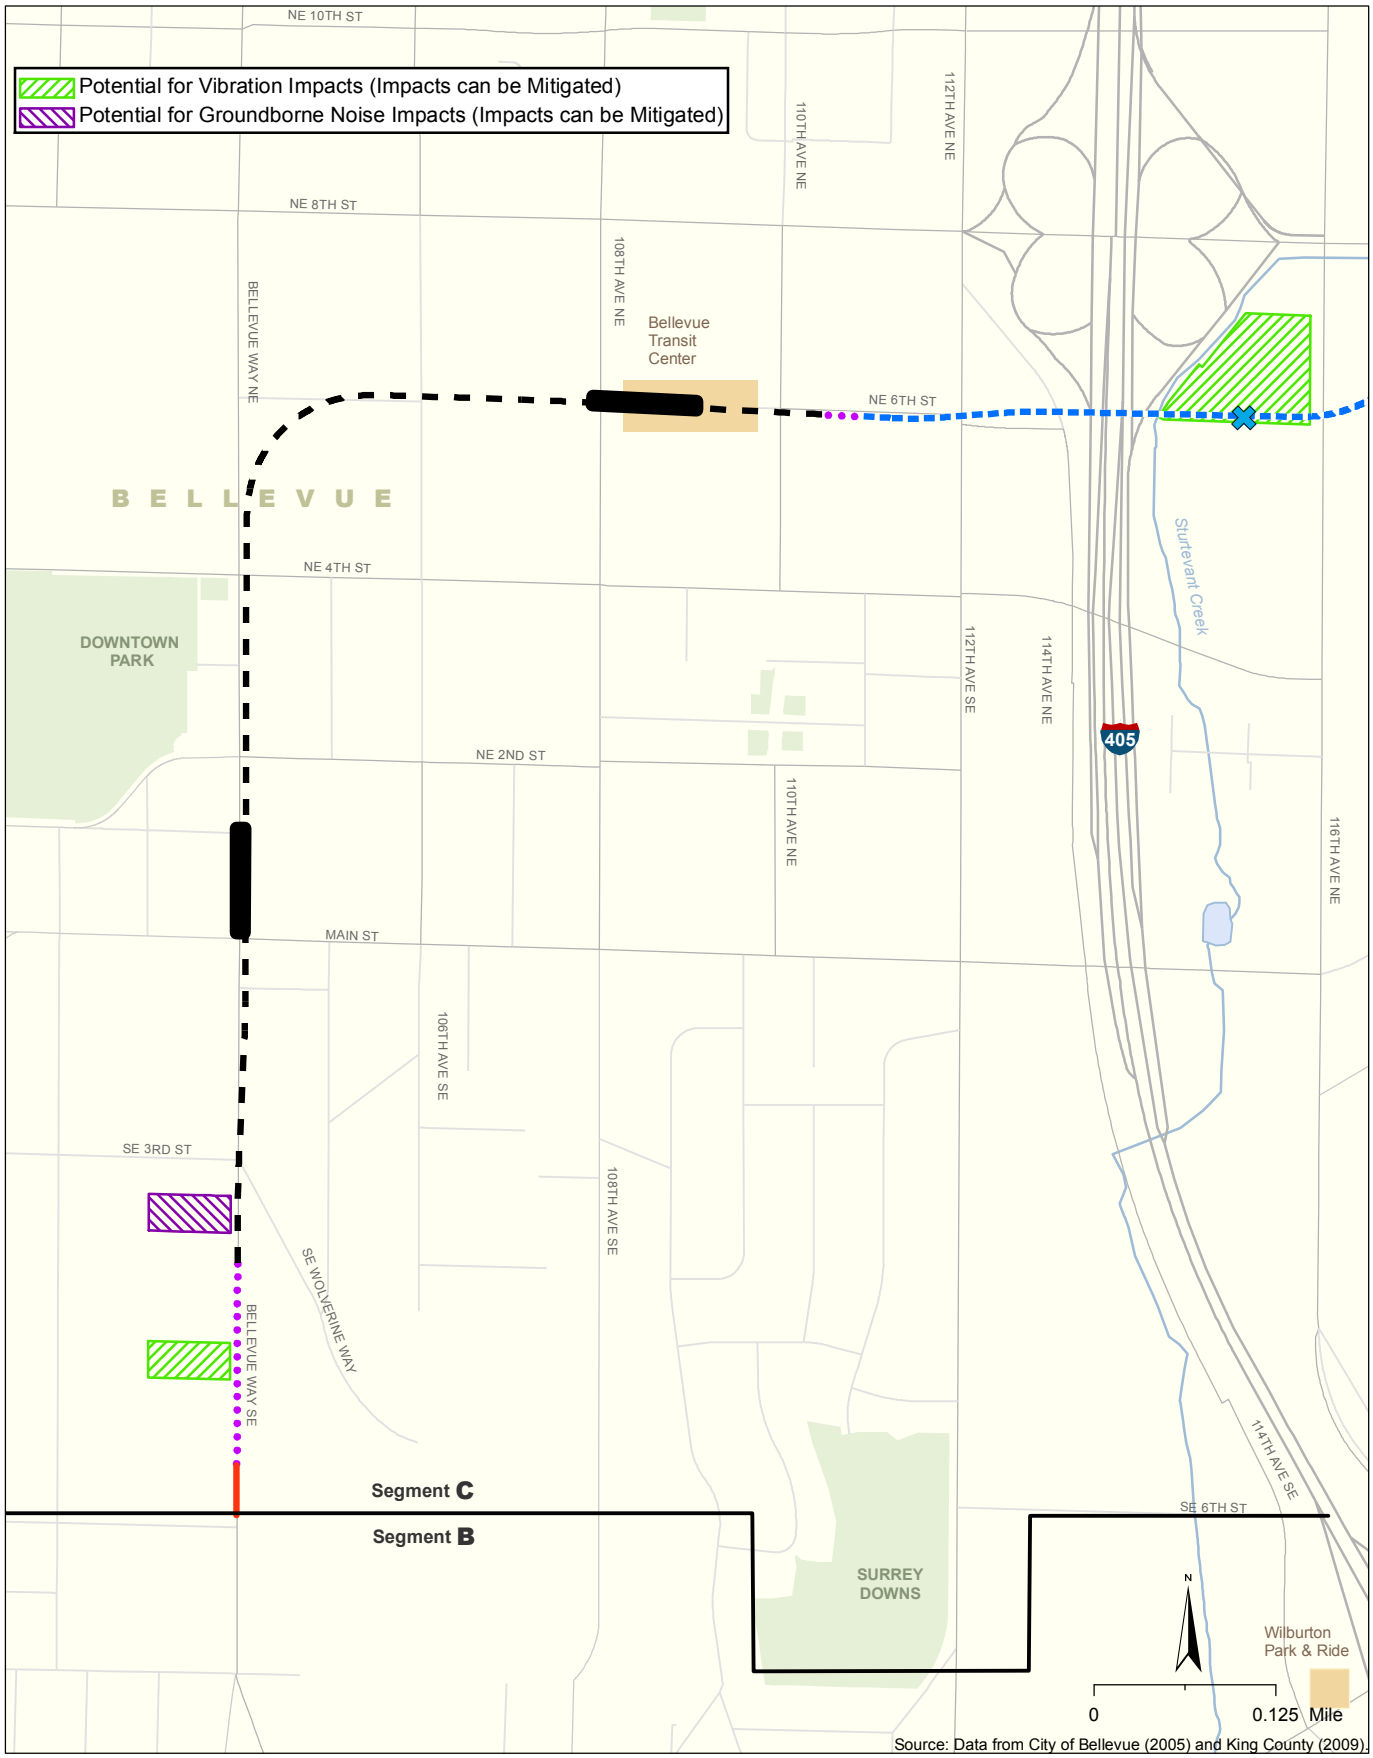 NE 10TH ST
Potential for Vibration Impacts (Impacts can be Mitigated)
Potential for Groundborne Noise Impacts (Impacts can be Mitigated)
112TH AVE NE
110TH AVE NE
NE 8TH ST
108TH AVE NE
BELLEVUE WAY NE
Bellevue
Transit
Center
NE 6TH ST
BELLEVUE
Sturtevant Creek
NE 4TH ST
DOWNTOWN
PARK
112TH AVE SE
114TH AVE NE
405
NE 2ND ST
110TH AVE NE
116TH AVE NE
MAIN ST
106TH AVE SE
SE 3RD ST
108TH AVE SE
SE WOLVERINE WAY
BELLEVUE WAY SE
114TH AVE SE
Segment C
SE 6TH ST
Segment B
SURREY
DOWNS
N
Wilburton
Park & Ride
0 0.125 Mile
Source: Data from City of Bellevue (2005) and King County (2009).